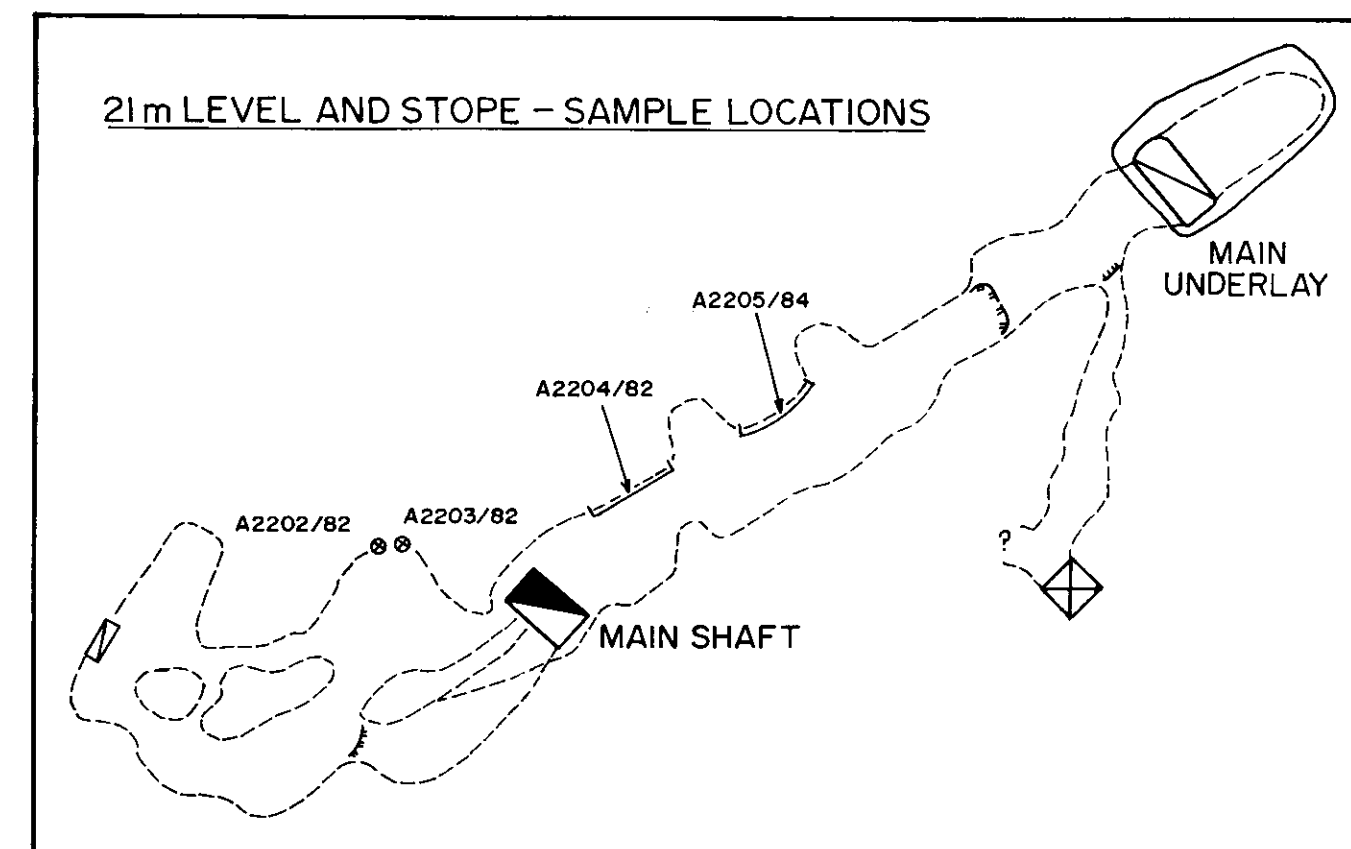 21m LEVEL AND STOPE – SAMPLE LOCATIONS
MAIN
UNDERLAY
A2205/84
A2204/82
A2202/82
A2203/82
?
MAIN SHAFT